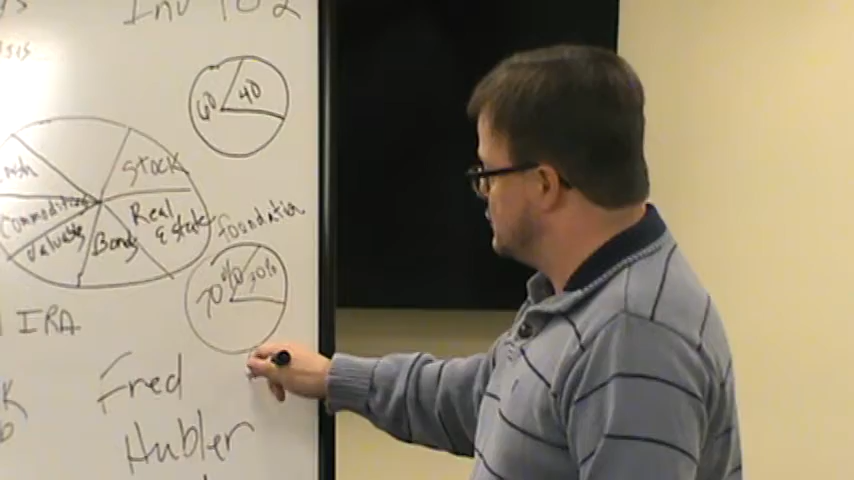 Inv 102
60
40
Stock
Commodities
Real
Estate
Valuable
Bonds
foundation
70%
30%
IRA
Fred
Hubler